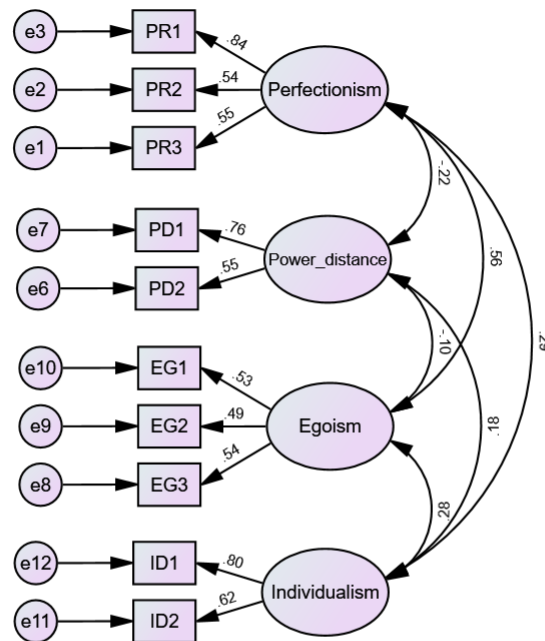 e3
PR1
.84
e2
PR2
.54
Perfectionism
e1
PR3
.55
-.22
e7
PD1
.76
Power_distance
e6
PD2
.55
.56
-.10
e10
EG1
.53
e9
EG2
.49
Egoism
e8
EG3
.54
.18
.28
e12
ID1
.80
Individualism
e11
ID2
.62